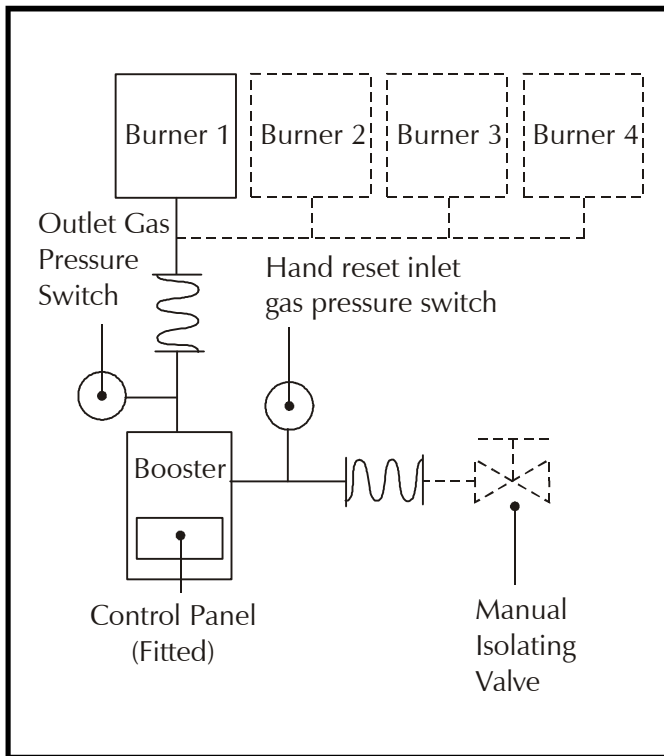 Burner 1
Burner 2
Burner 3
Burner 4
Outlet Gas
Pressure
Switch
Hand reset inlet
gas pressure switch
Booster
Control Panel
(Fitted)
Manual
Isolating
Valve